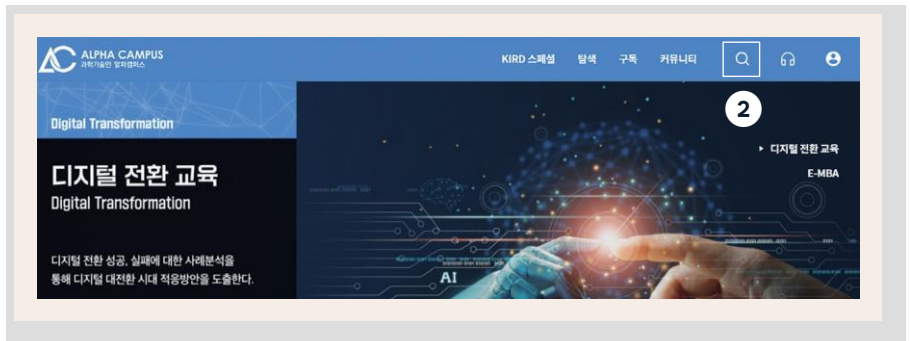 ALPHA CAMPUS
과학기술인 알파캠퍼스
KIRD 스페셜 탐색 구독 커뮤니티
2
Digital Transformation
▸ 디지털 전환 교육
E-MBA
디지털 전환 교육
Digital Transformation
디지털 전환 성공, 실패에 대한 사례분석을
통해 디지털 대전환 시대 적응방안을 도출한다.
AI